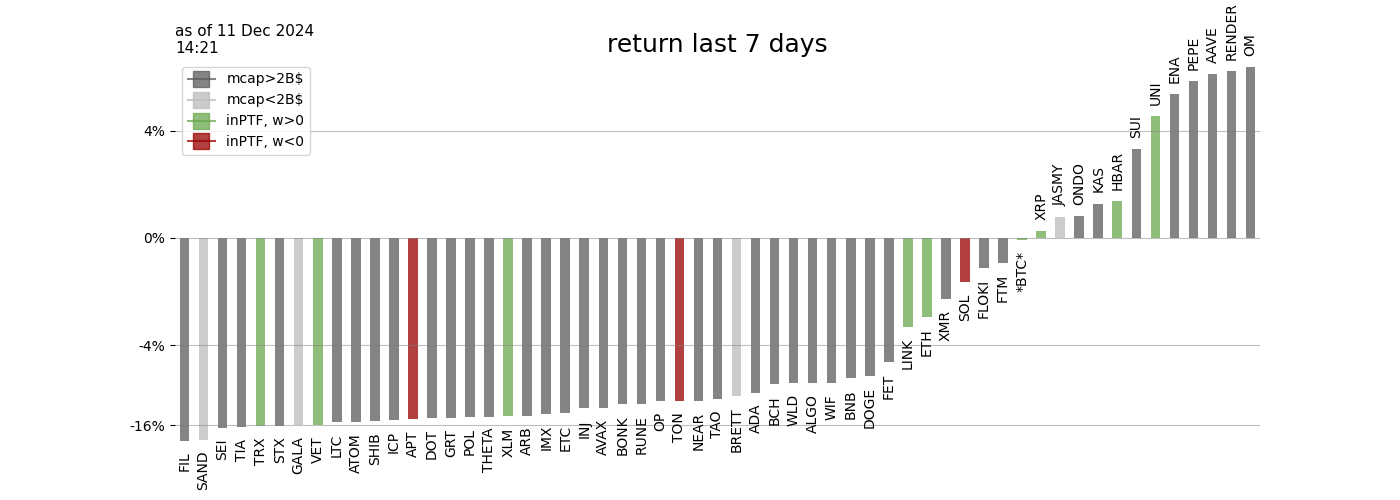 as of 11 Dec 2024
14:21
return last 7 days
mcap>2B$
mcap<2B$
inPTF, w>0
inPTF, w<0
4%
0%
-4%
-16%
FIL
SAND
SEI
TIA
TRX
STX
GALA
VET
LTC
ATOM
SHIB
ICP
APT
DOT
GRT
POL
THETA
XLM
ARB
IMX
ETC
INJ
AVAX
BONK
RUNE
OP
TON
NEAR
TAO
BRETT
ADA
BCH
WLD
ALGO
WIF
BNB
DOGE
FET
LINK
ETH
XMR
SOL
FLOKI
FTM
*BTC*
XRP
JASMY
ONDO
KAS
HBAR
SUI
UNI
ENA
PEPE
AAVE
RENDER
OM